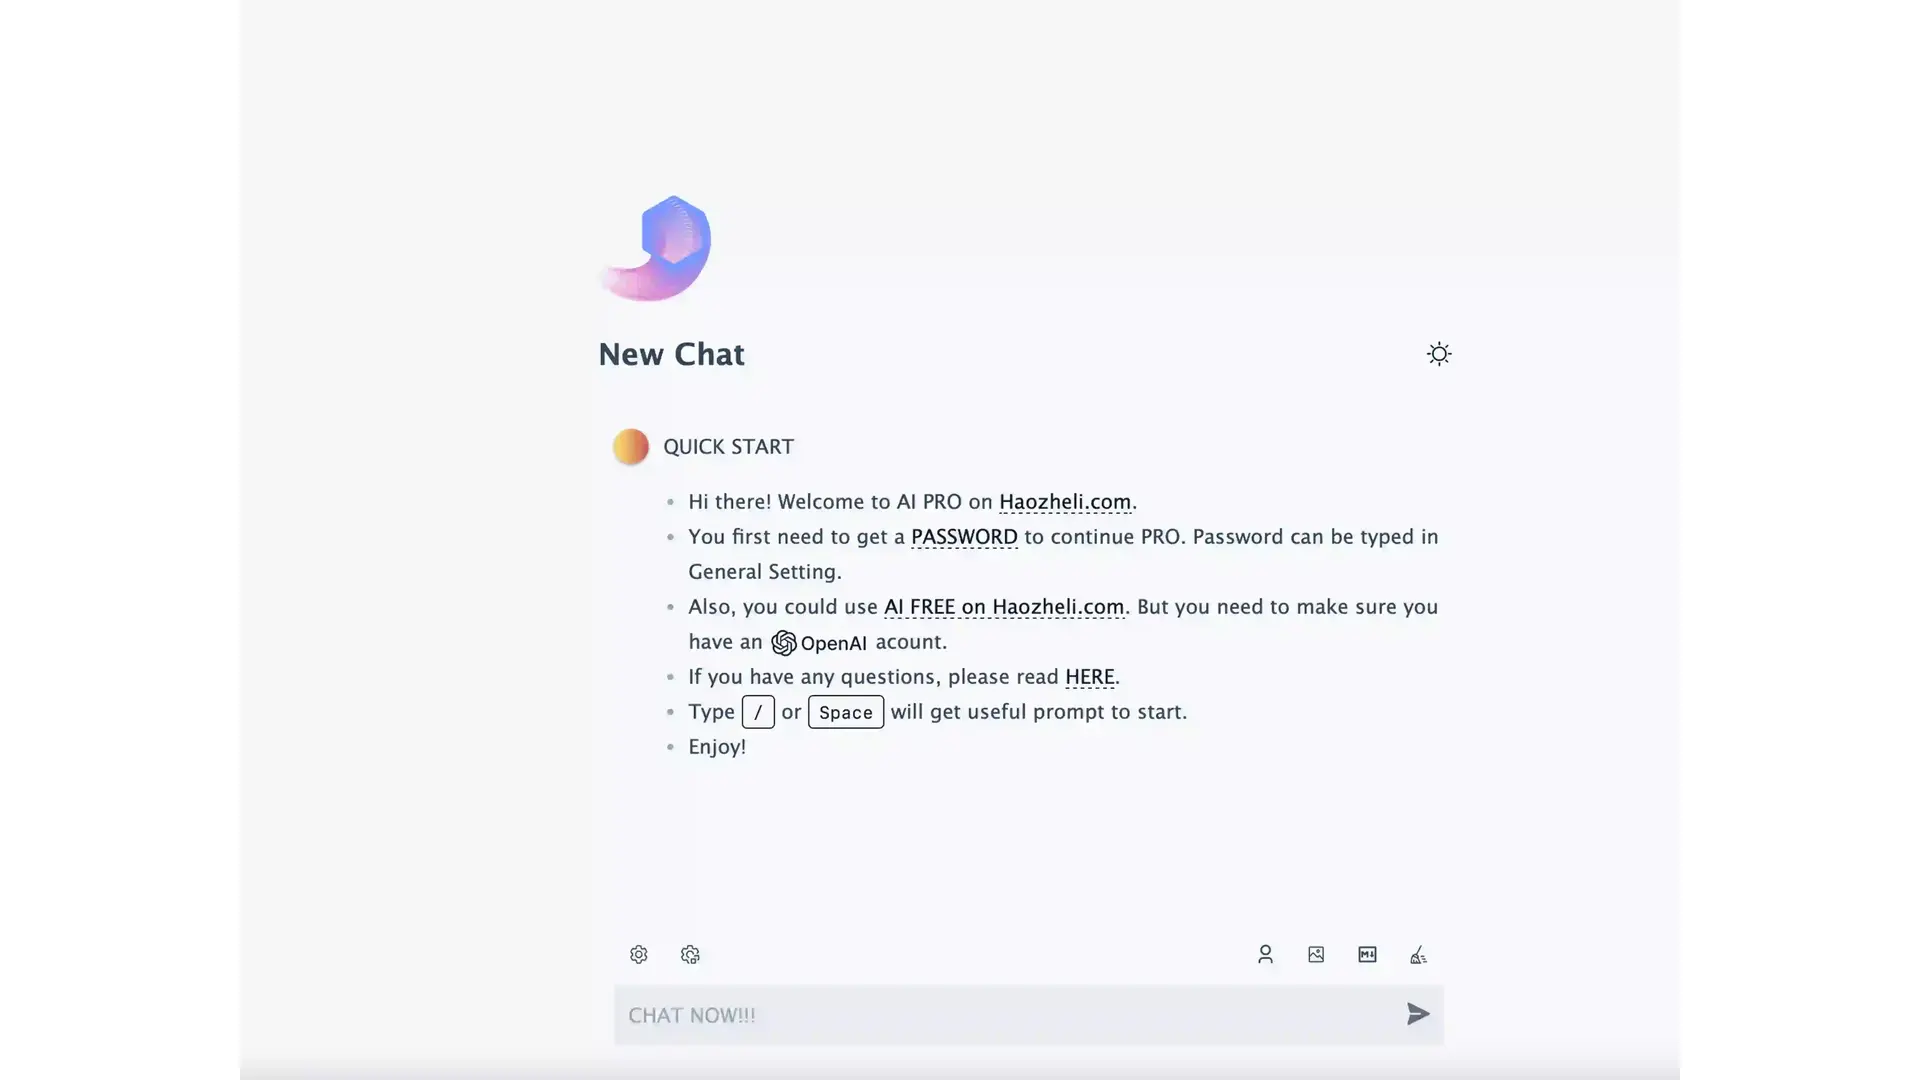 New Chat
QUICK START
Hi there! Welcome to AI PRO on Haozheli.com.
You first need to get a PASSWORD to continue PRO. Password can be typed in
General Setting.
Also, you could use AI FREE on Haozheli.com. But you need to make sure you
have an OpenAI acount.
If you have any questions, please read HERE.
Type / or Space will get useful prompt to start.
Enjoy!
M↓
CHAT NOW!!!